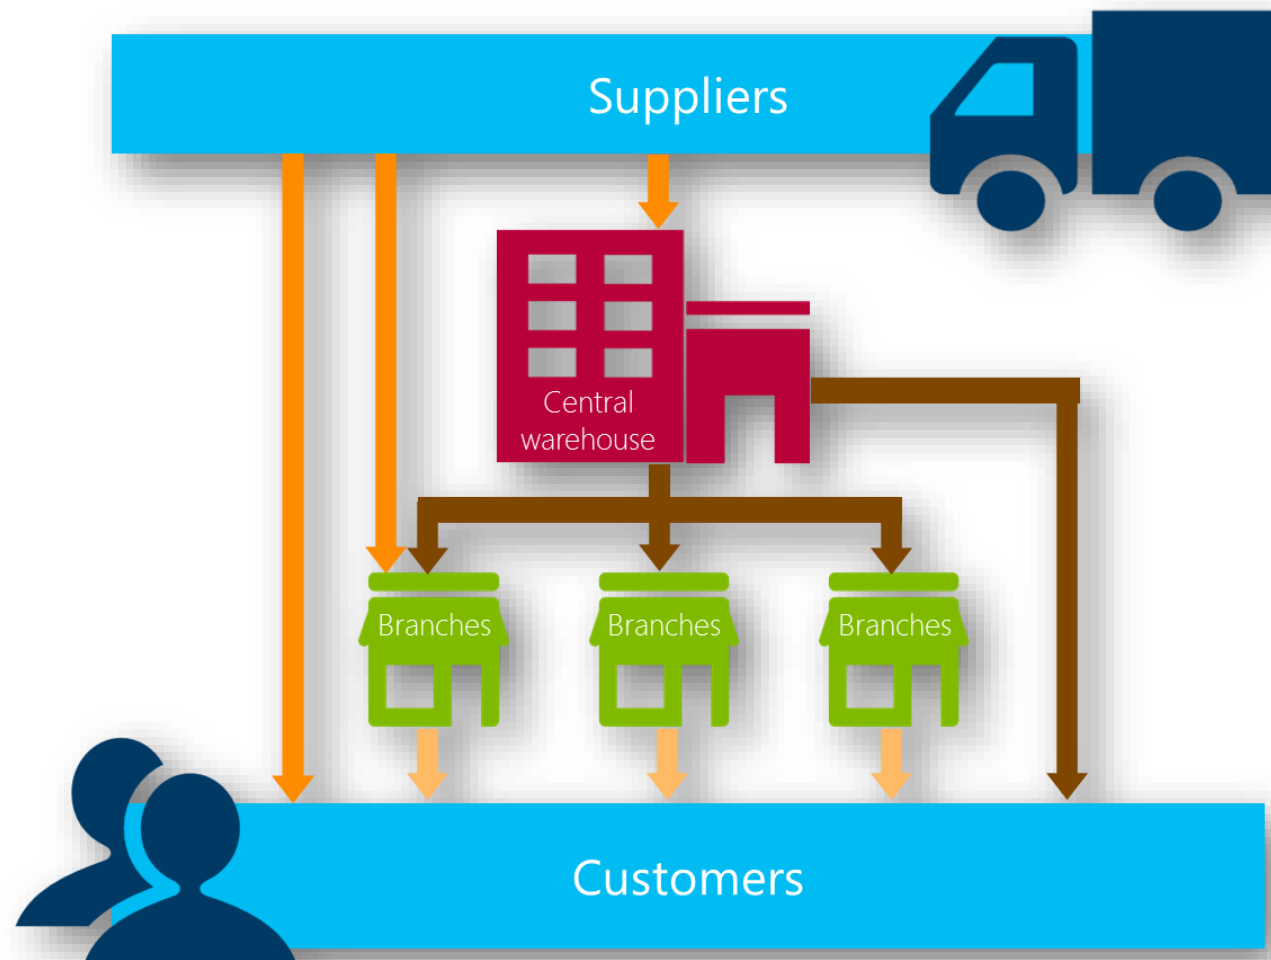 Suppliers
Central
warehouse
Branches
Branches
Branches
Customers